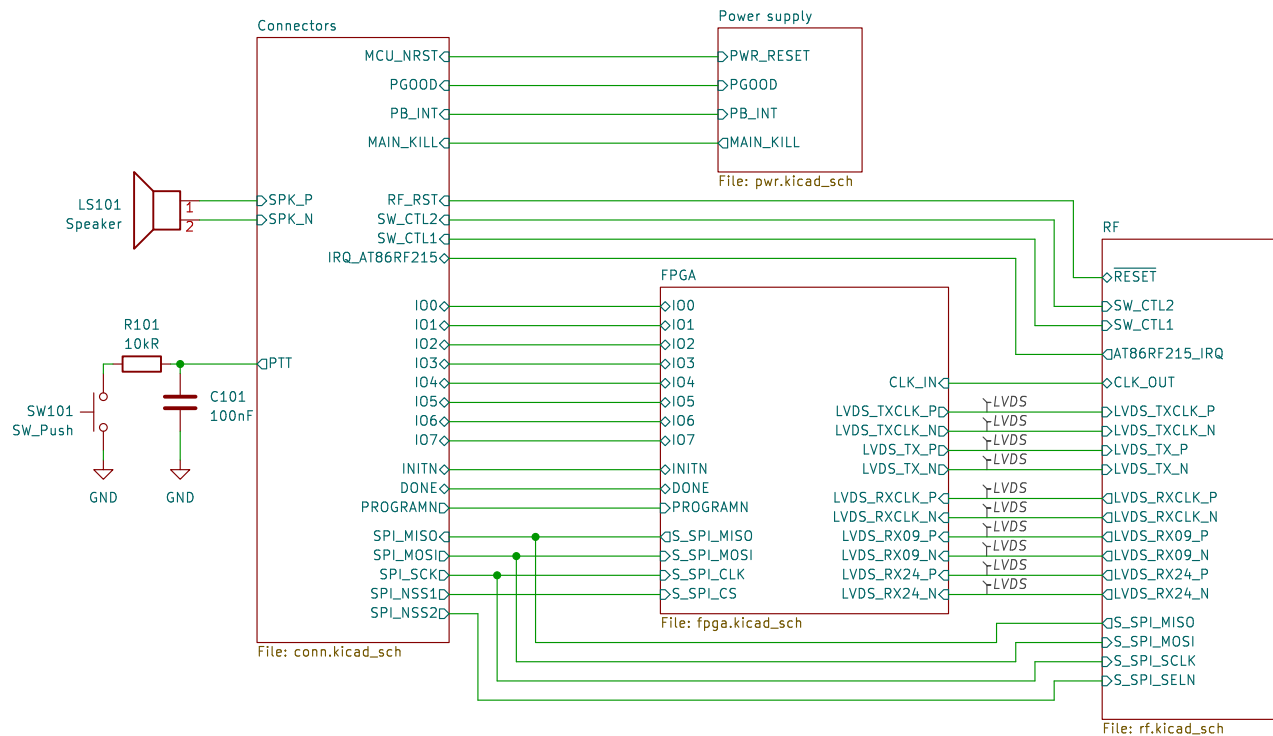 Connectors
MCU_NRST
PGOOD
PB_INT
MAIN_KILL
RF_RST
SW_CTL2
SW_CTL1
IRQ_AT86RF215
IO0
IO1
IO2
IO3
IO4
IO5
IO6
IO7
INITN
DONE
PROGRAMN
SPI_MISO
SPI_MOSI
SPI_SCK
SPI_NSS1
SPI_NSS2
SPK_P
SPK_N
PTT
File: conn.kicad_sch
LS101
Speaker
1
2
R101
10kR
SW101
SW_Push
C101
100nF
GND
GND
Power supply
PWR_RESET
PGOOD
PB_INT
MAIN_KILL
File: pwr.kicad_sch
FPGA
IO0
IO1
IO2
IO3
IO4
IO5
IO6
IO7
INITN
DONE
PROGRAMN
S_SPI_MISO
S_SPI_MOSI
S_SPI_CLK
S_SPI_CS
CLK_IN
LVDS_TXCLK_P
LVDS_TXCLK_N
LVDS_TX_P
LVDS_TX_N
LVDS_RXCLK_P
LVDS_RXCLK_N
LVDS_RX09_P
LVDS_RX09_N
LVDS_RX24_P
LVDS_RX24_N
File: fpga.kicad_sch
LVDS
LVDS
LVDS
LVDS
LVDS
LVDS
LVDS
LVDS
LVDS
LVDS
RF
RESET
SW_CTL2
SW_CTL1
AT86RF215_IRQ
CLK_OUT
LVDS_TXCLK_P
LVDS_TXCLK_N
LVDS_TX_P
LVDS_TX_N
LVDS_RXCLK_P
LVDS_RXCLK_N
LVDS_RX09_P
LVDS_RX09_N
LVDS_RX24_P
LVDS_RX24_N
S_SPI_MISO
S_SPI_MOSI
S_SPI_SCLK
S_SPI_SELN
File: rf.kicad_sch